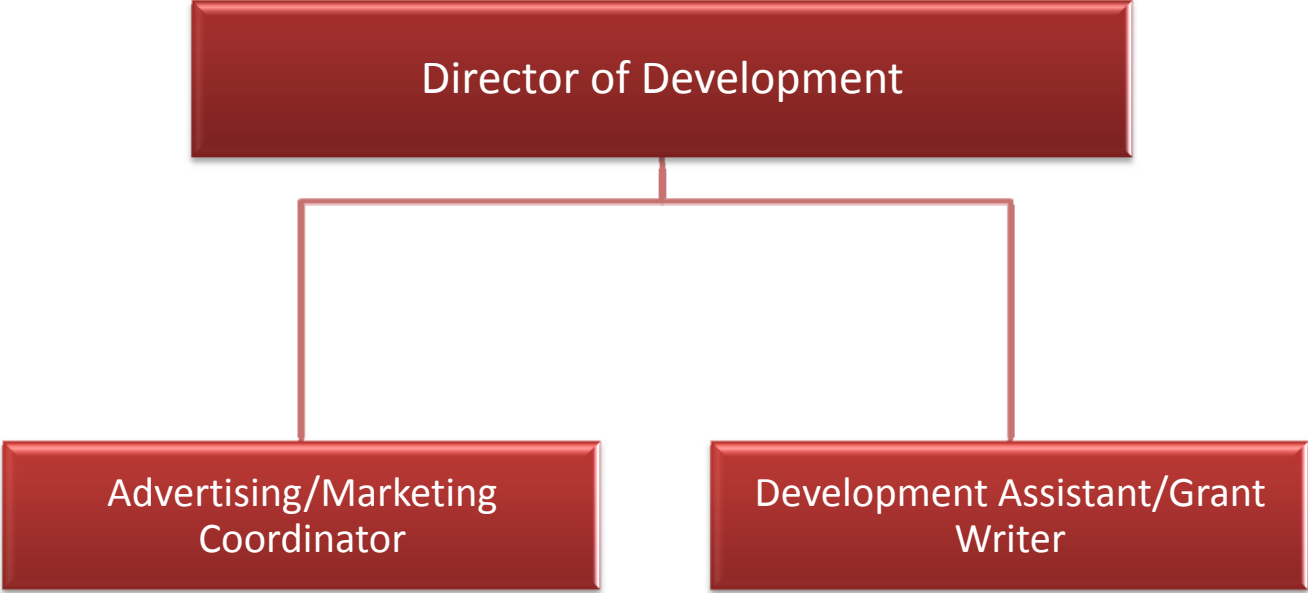 Director of Development
Advertising/Marketing
Coordinator
Development Assistant/Grant
Writer